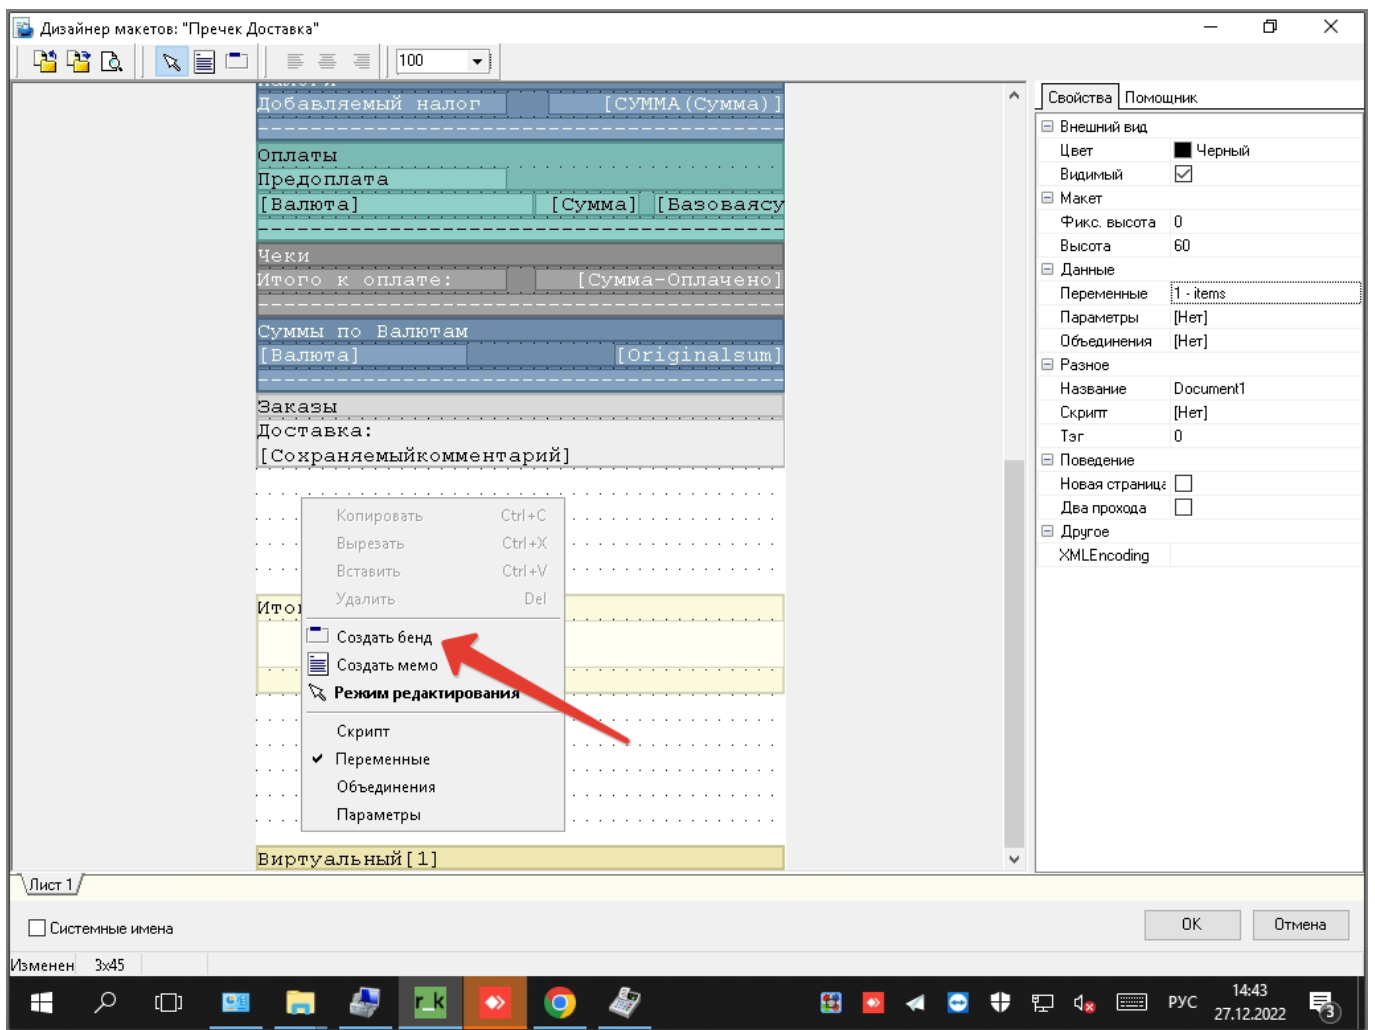 Дизайнер макетов: "Пречек Доставка"
100
Добавляемый налог [СУММА(Сумма)]
Оплаты
Предоплата
[Валюта] [Сумма] [Базоваясу
Чеки
Итого к оплате: [Сумма-Оплачено]
Суммы по Валютам
[Валюта] [Originalsum]
Заказы
Доставка:
[Сохраняемыйкомментарий]
Копировать Ctrl+C
Вырезать Ctrl+X
Вставить Ctrl+V
Удалить Del
Создать бенд
Создать мемо
Режим редактирования
Скрипт
Переменные
Объединения
Параметры
Виртуальный[1]
Свойства Помощник
Внешний вид
Цвет Черный
Видимый
Макет
Фикс. высота 0
Высота 60
Данные
Переменные 1 - items
Параметры [Нет]
Объединения [Нет]
Разное
Название Document1
Скрипт [Нет]
Тэг 0
Поведение
Новая страница
Два прохода
Другое
XMLEncoding
Лист 1
Системные имена
OK Отмена
Изменен 3x45
r_k
РУС
14:43
27.12.2022
3